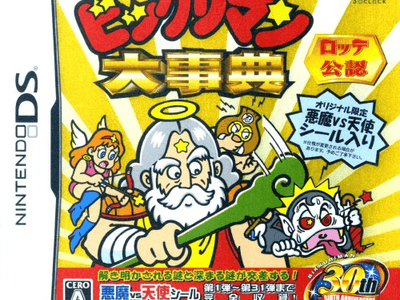 ビックリマン
大事典
ロッテ
公認
オリジナル限定
悪魔VS天使
シール入り
NINTENDO DS
BIKKURIMAN
30th
解き明かされる謎と深まる謎が交差する!
CERO
A
悪魔VS天使シール
第1弾~第31弾まで
完全収録!